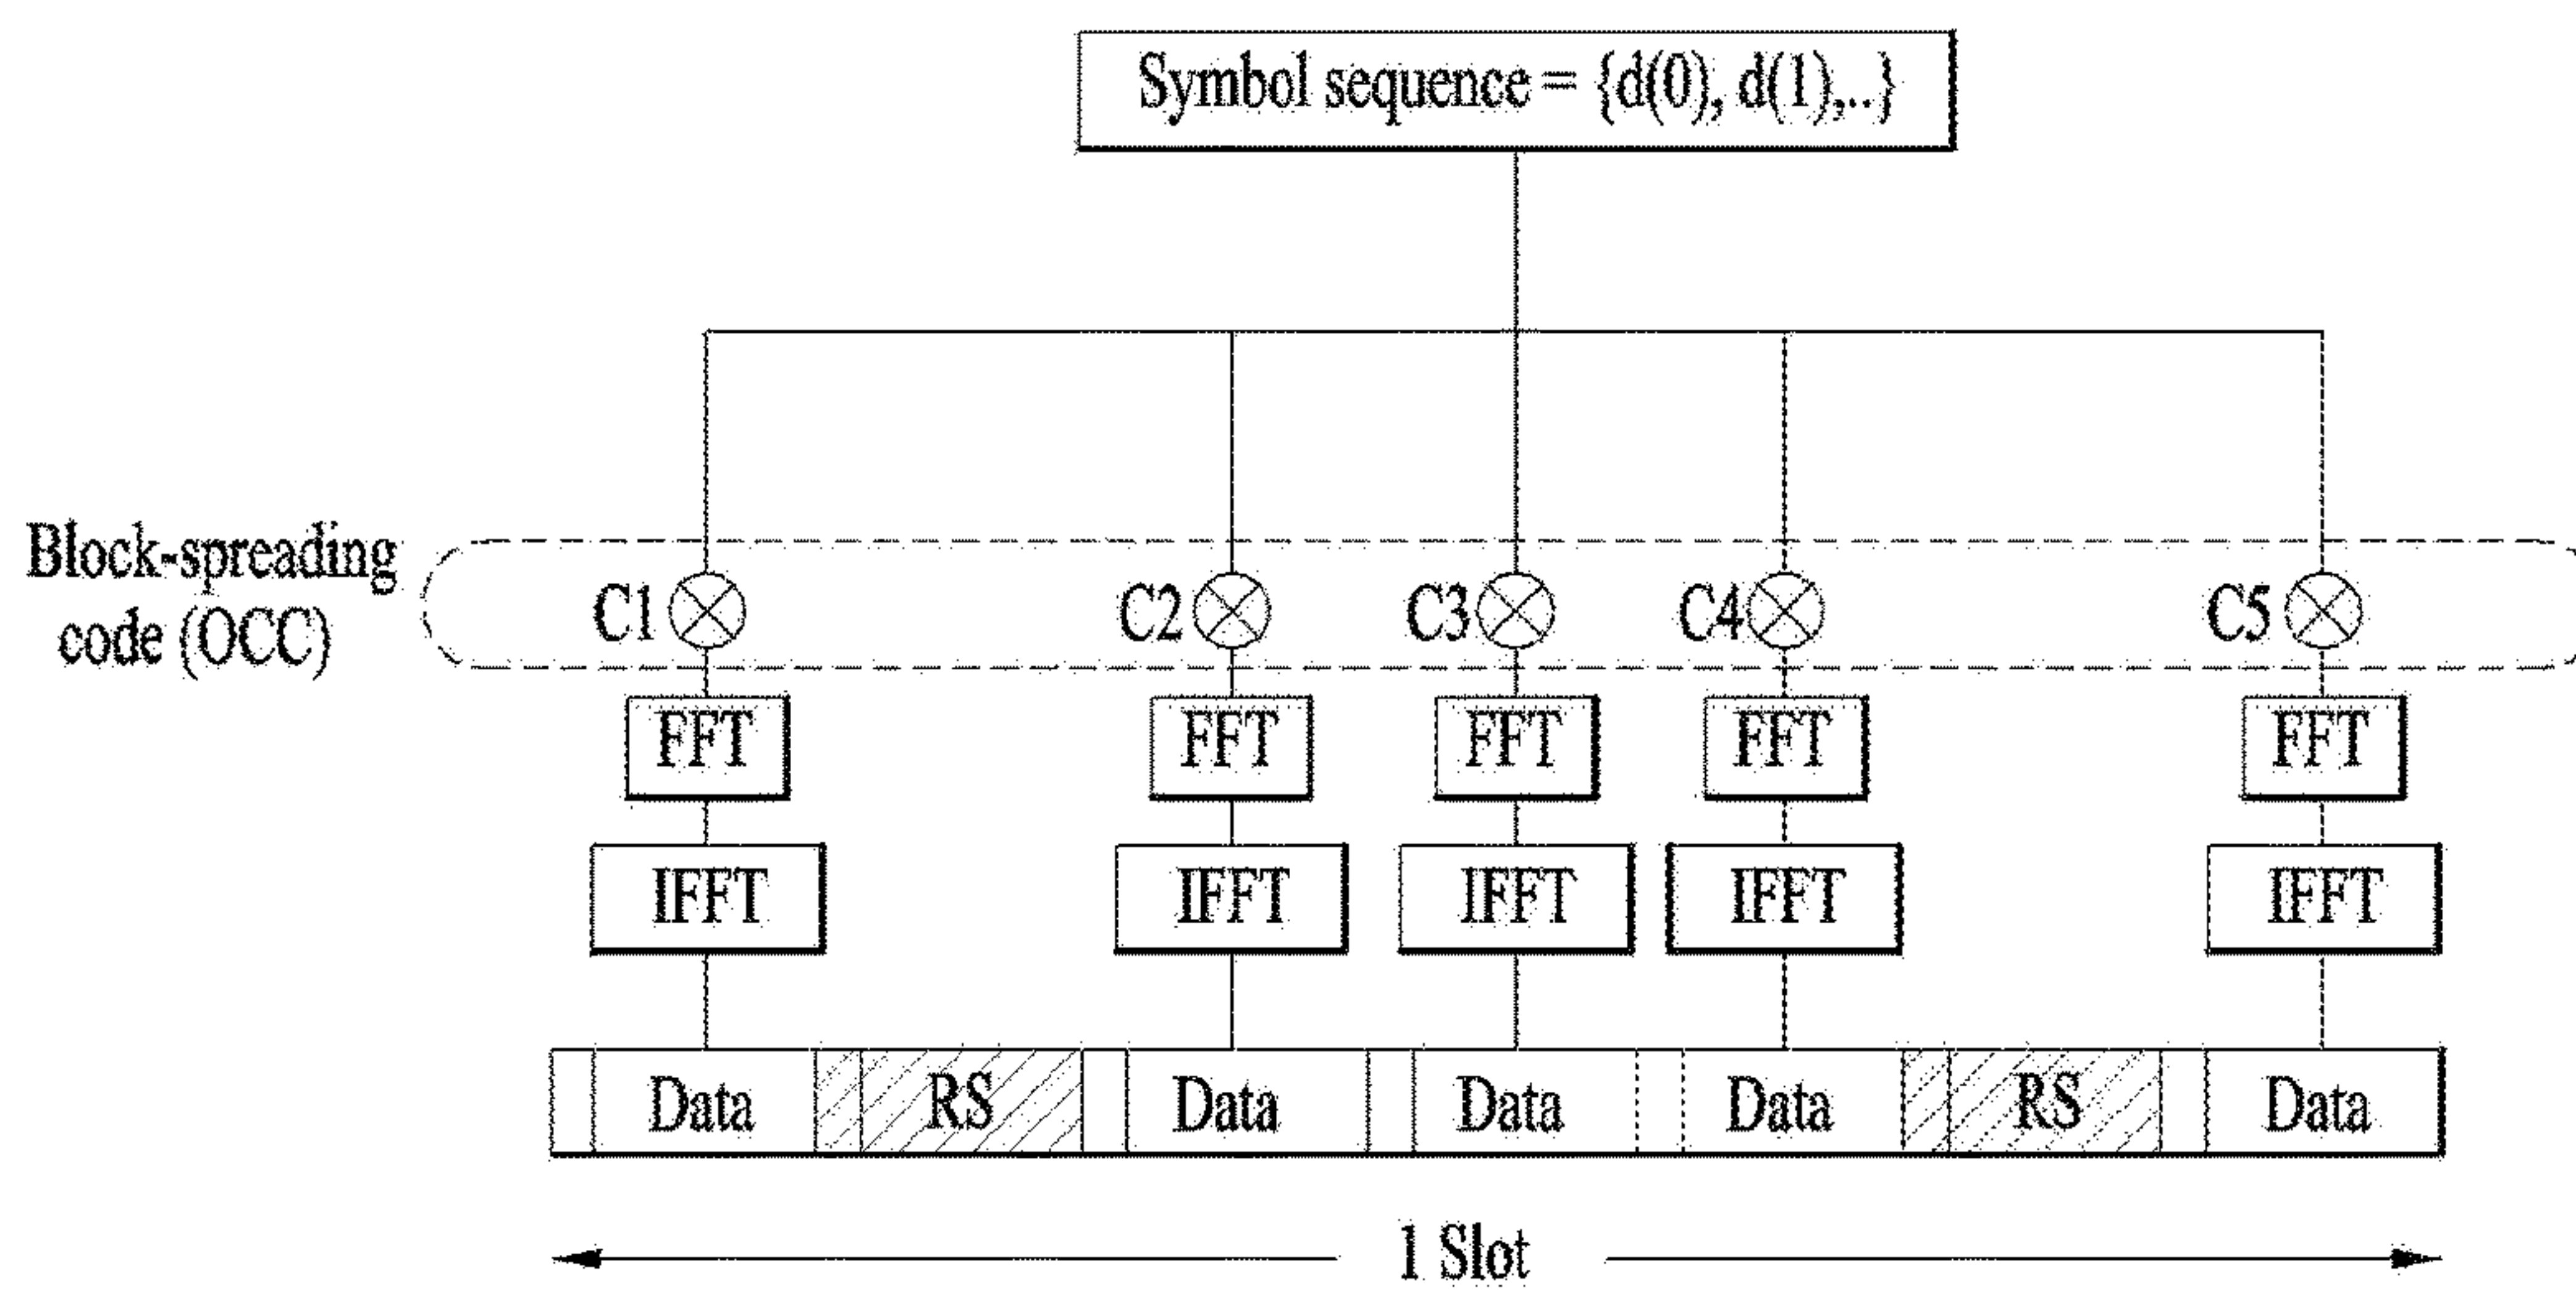 Symbol sequence = {d(0), d(1),..}
Block-spreading
code (OCC)
C1 C2 C3 C4 C5
FFT FFT FFT FFT FFT
IFFT IFFT IFFT IFFT IFFT
Data RS Data Data Data RS Data
1 Slot